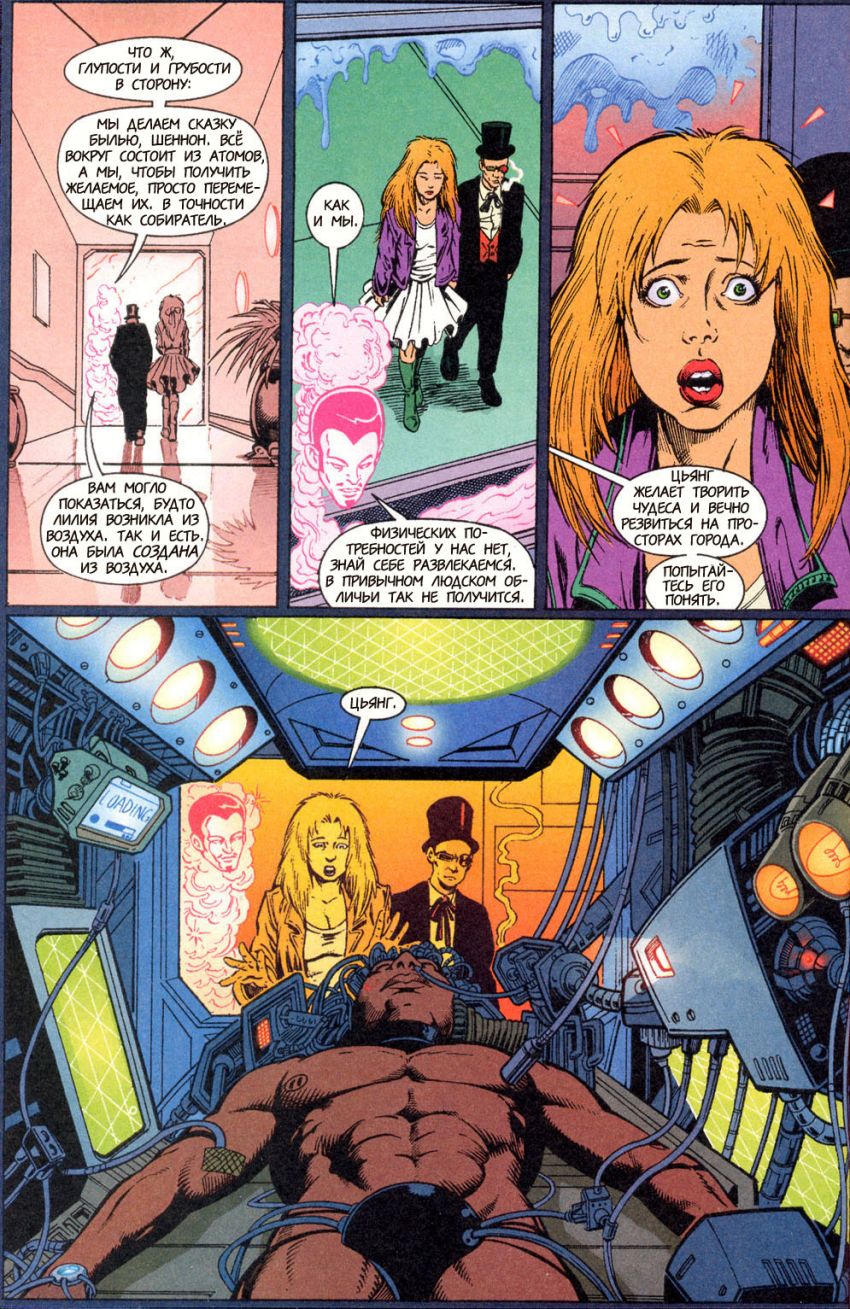 ЧТО Ж,
ГЛУПОСТИ И ГРУБОСТИ
В СТОРОНУ:
МЫ ДЕЛАЕМ СКАЗКУ
БЫЛЬЮ, ШЕННОН. ВСЁ
ВОКРУГ СОСТОИТ ИЗ АТОМОВ,
А МЫ, ЧТОБЫ ПОЛУЧИТЬ
ЖЕЛАЕМОЕ, ПРОСТО ПЕРЕМЕ-
ЩАЕМ ИХ. В ТОЧНОСТИ
КАК СОБИРАТЕЛЬ.
ВАМ МОГЛО
ПОКАЗАТЬСЯ, БУДТО
ЛИЛИЯ ВОЗНИКЛА ИЗ
ВОЗДУХА. ТАК И ЕСТЬ.
ОНА БЫЛА СОЗДАНА
ИЗ ВОЗДУХА.
КАК
И МЫ.
ФИЗИЧЕСКИХ ПО-
ТРЕБНОСТЕЙ У НАС НЕТ,
ЗНАЙ СЕБЕ РАЗВЛЕКАЕМСЯ.
В ПРИВЫЧНОМ ЛЮДСКОМ ОБ-
ЛИЧЬИ ТАК НЕ ПОЛУЧИТСЯ.
ЦЬЯНГ
ЖЕЛАЕТ ТВОРИТЬ
ЧУДЕСА И ВЕЧНО
РЕЗВИТЬСЯ НА ПРО-
СТОРАХ ГОРОДА.
ПОПЫТАЙ-
ТЕСЬ ЕГО
ПОНЯТЬ.
ЦЬЯНГ.
LOADING